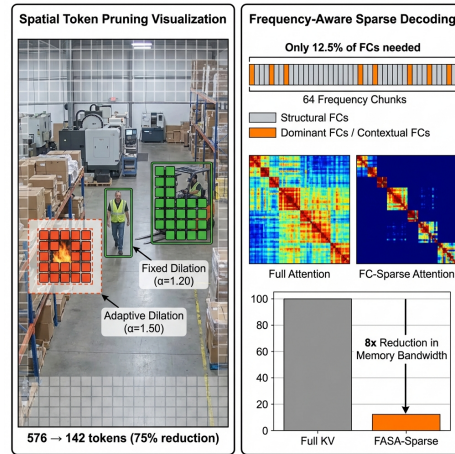 Spatial Token Pruning Visualization
Fixed Dilation
(α=1.20)
Adaptive Dilation
(α=1.50)
576 → 142 tokens (75% reduction)
Frequency-Aware Sparse Decoding
Only 12.5% of FCs needed
64 Frequency Chunks
Structural FCs
Dominant FCs / Contextual FCs
Full Attention
FC-Sparse Attention
100
80
60
40
20
0
8x Reduction in
Memory Bandwidth
Full KV
FASA-Sparse